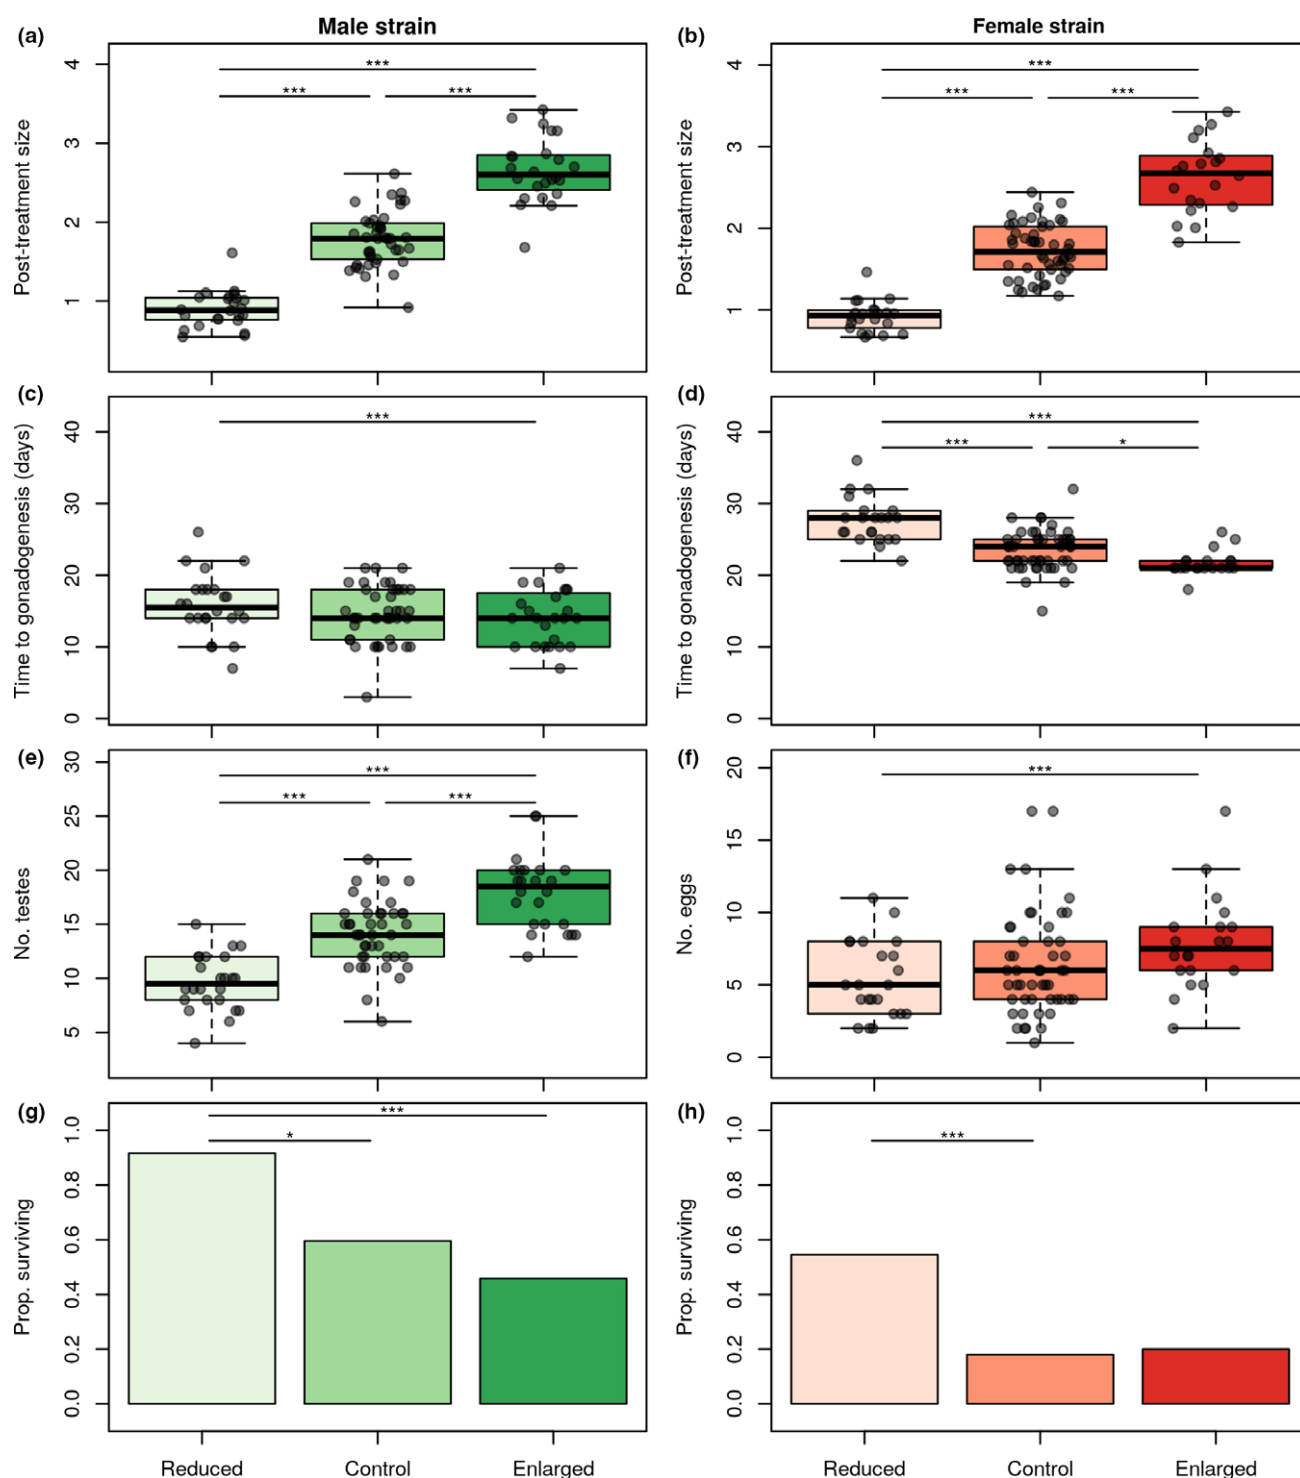 Male strain
Female strain
(a)
Post-treatment size
4
3
2
1
***
***
***
(b)
Post-treatment size
4
3
2
1
***
***
***
(c)
Time to gonadogenesis (days)
40
30
20
10
0
***
(d)
Time to gonadogenesis (days)
40
30
20
10
0
***
***
*
(e)
No. testes
30
25
20
15
10
5
***
***
***
(f)
No. eggs
20
15
10
5
0
***
(g)
Prop. surviving
1.0
0.8
0.6
0.4
0.2
0.0
***
*
Reduced
Control
Enlarged
(h)
Prop. surviving
1.0
0.8
0.6
0.4
0.2
0.0
***
Reduced
Control
Enlarged